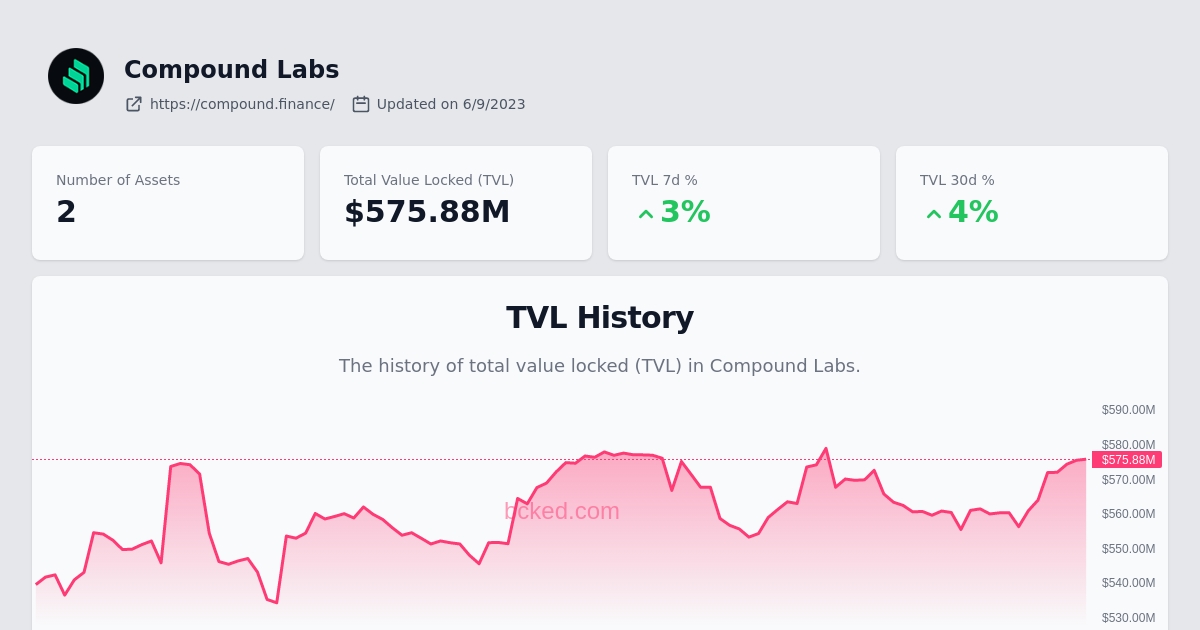 Compound Labs
https://compound.finance/ Updated on 6/9/2023
Number of Assets
2
Total Value Locked (TVL)
$575.88M
TVL 7d %
3%
TVL 30d %
4%
TVL History
The history of total value locked (TVL) in Compound Labs.
$590.00M
$580.00M
$575.88M
$570.00M
bcked.com
$560.00M
$550.00M
$540.00M
$530.00M